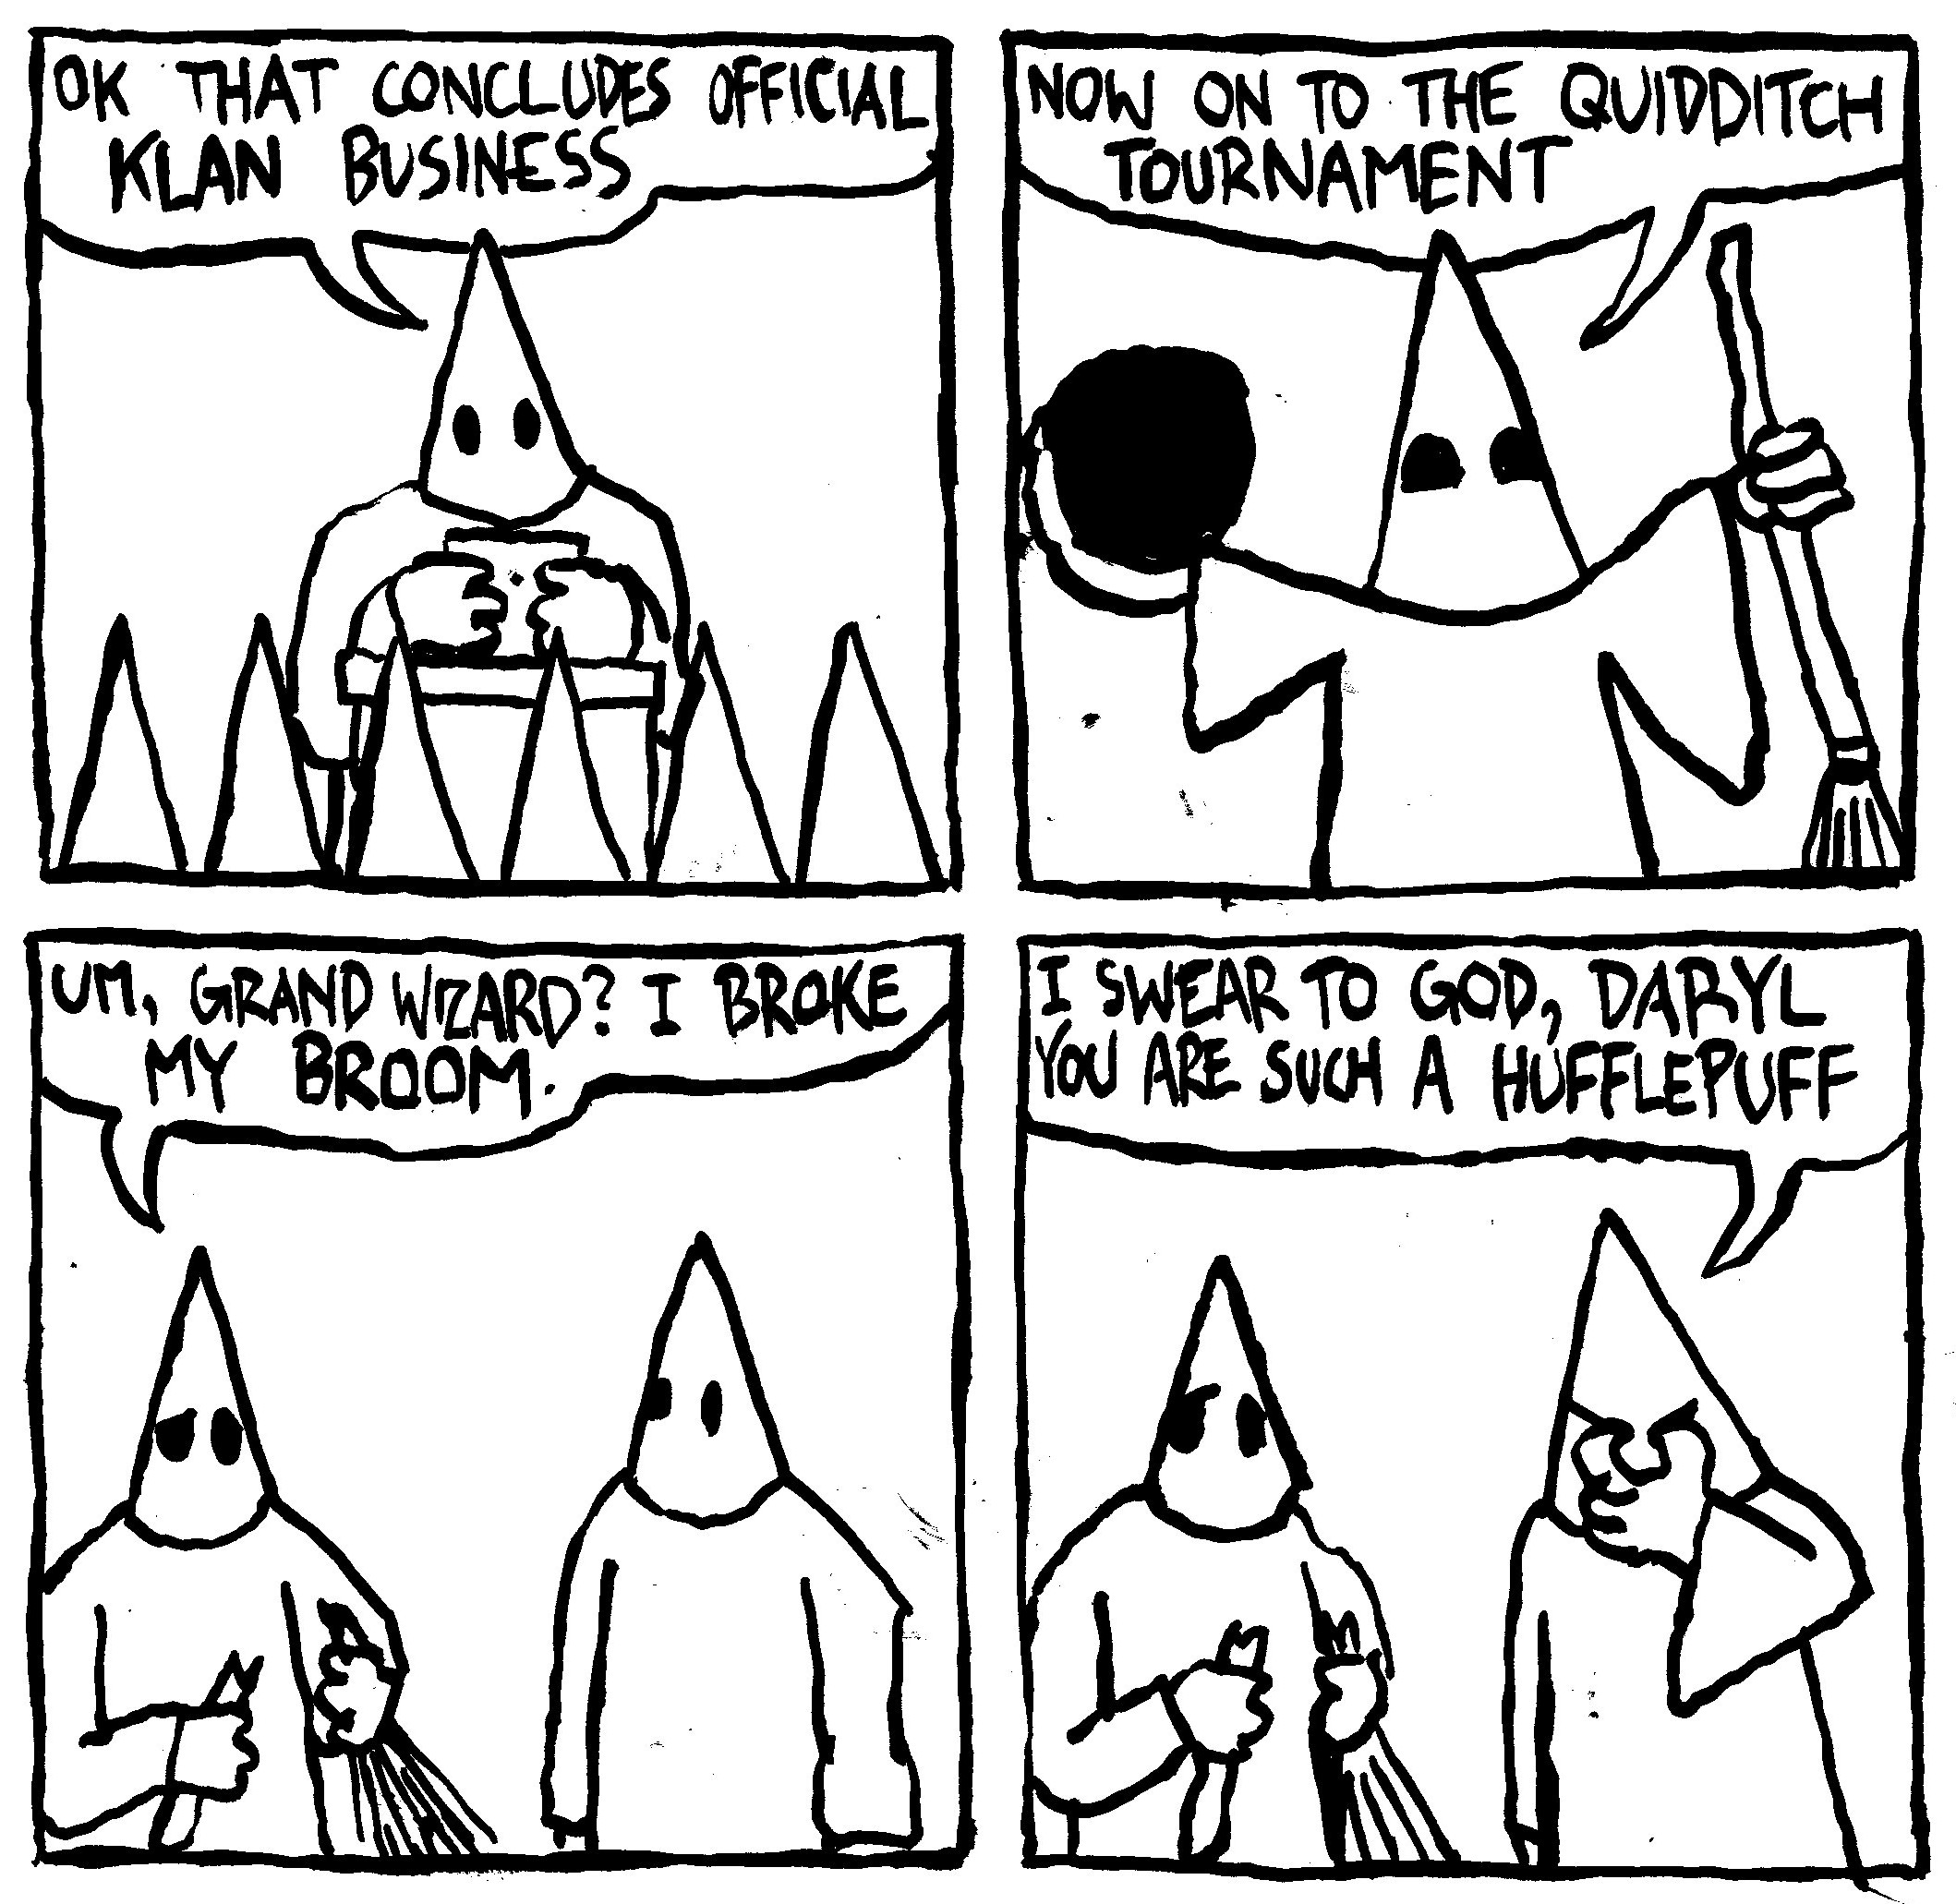 OK THAT CONCLUDES OFFICIAL
KLAN BUSINESS
NOW ON TO THE QUIDDITCH
TOURNAMENT
UM, GRAND WIZARD? I BROKE
MY BROOM.
I SWEAR TO GOD, DARYL
YOU ARE SUCH A HUFFLEPUFF